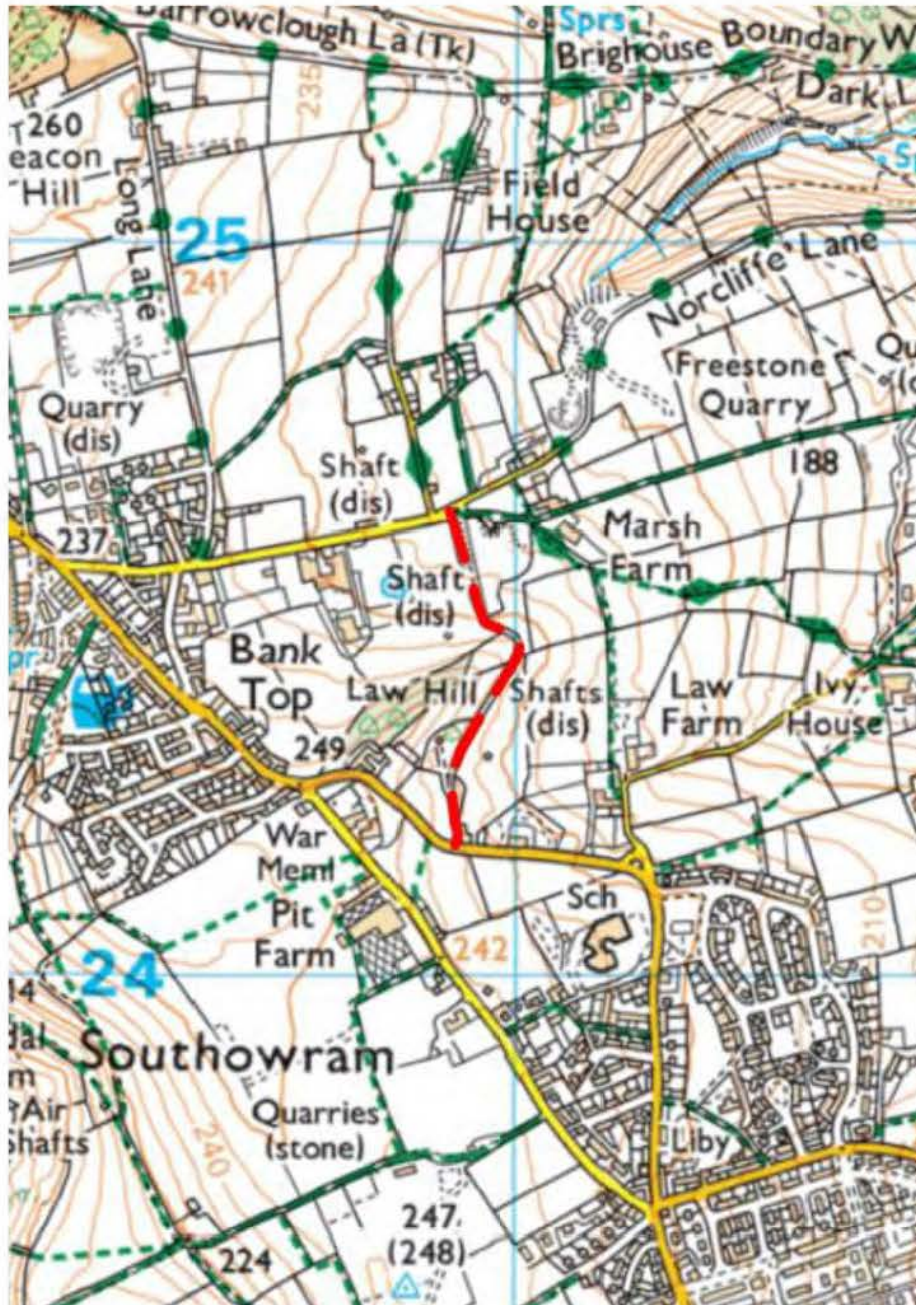 Barrowclough La (Tk)
Sprs
Brighouse
Boundary W
Dark L
235
260
eacon
Hill
Long Lane
Field
House
25
241
Norcliffe Lane
Freestone
Quarry
Qu
Quarry
(dis)
Shaft
(dis)
188
237
Marsh
Farm
Shaft
(dis)
Bank
Top
Law Hill
Shafts
(dis)
Law
Farm
Ivy
House
249
War
Meml
Pit
Farm
Sch
242
210
24
Southowram
Air
Shafts
Quarries
(stone)
240
Liby
224
247
(248)